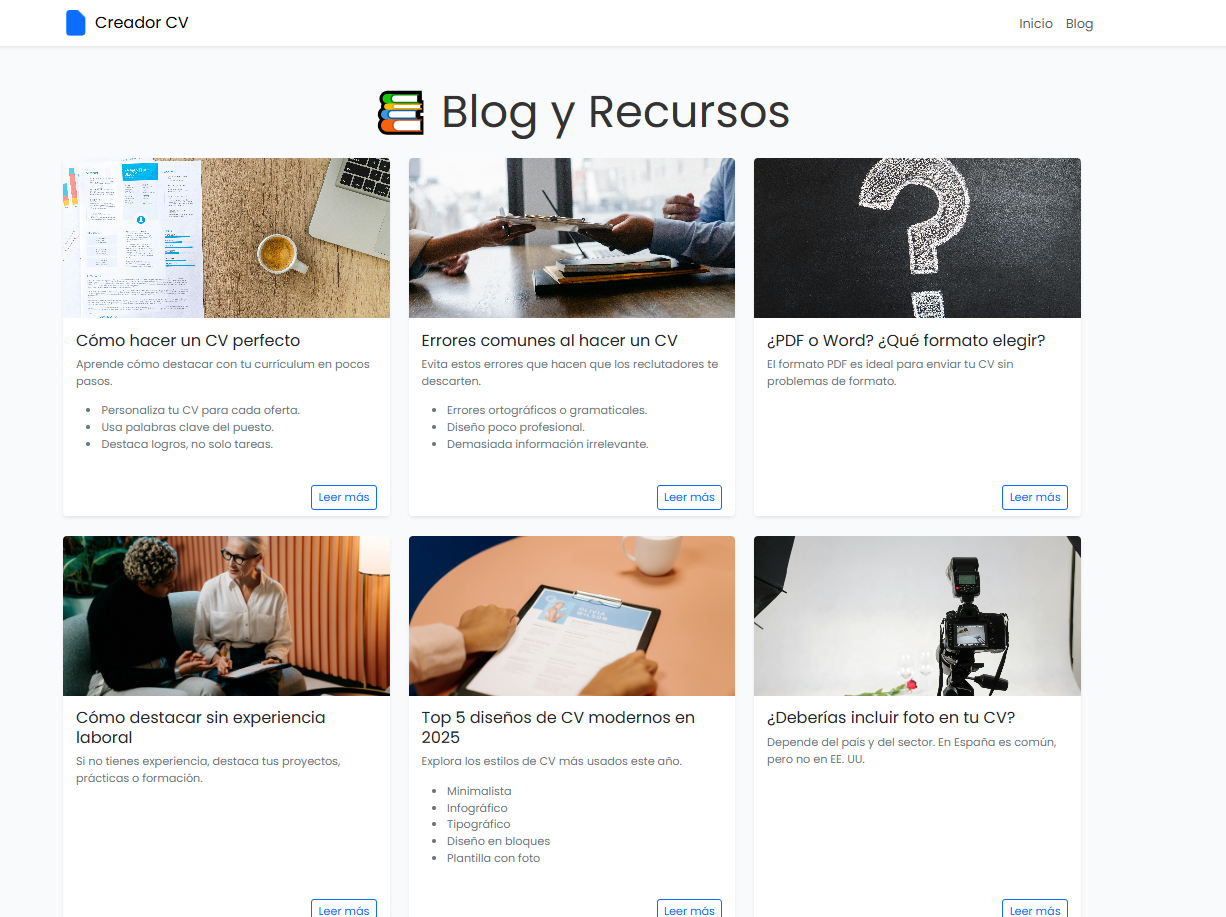 Creador CV
Inicio Blog
Blog y Recursos
Cómo hacer un CV perfecto
Aprende cómo destacar con tu currículum en pocos
pasos.
Personaliza tu CV para cada oferta.
Usa palabras clave del puesto.
Destaca logros, no solo tareas.
Leer más
Errores comunes al hacer un CV
Evita estos errores que hacen que los reclutadores te
descarten.
Errores ortográficos o gramaticales.
Diseño poco profesional.
Demasiada información irrelevante.
Leer más
¿PDF o Word? ¿Qué formato elegir?
El formato PDF es ideal para enviar tu CV sin
problemas de formato.
Leer más
Cómo destacar sin experiencia
laboral
Si no tienes experiencia, destaca tus proyectos,
prácticas o formación.
Leer más
OLIVIA
WILSON
Top 5 diseños de CV modernos en
2025
Explora los estilos de CV más usados este año.
Minimalista
Infográfico
Tipográfico
Diseño en bloques
Plantilla con foto
Leer más
¿Deberías incluir foto en tu CV?
Depende del país y del sector. En España es común,
pero no en EE. UU.
Leer más